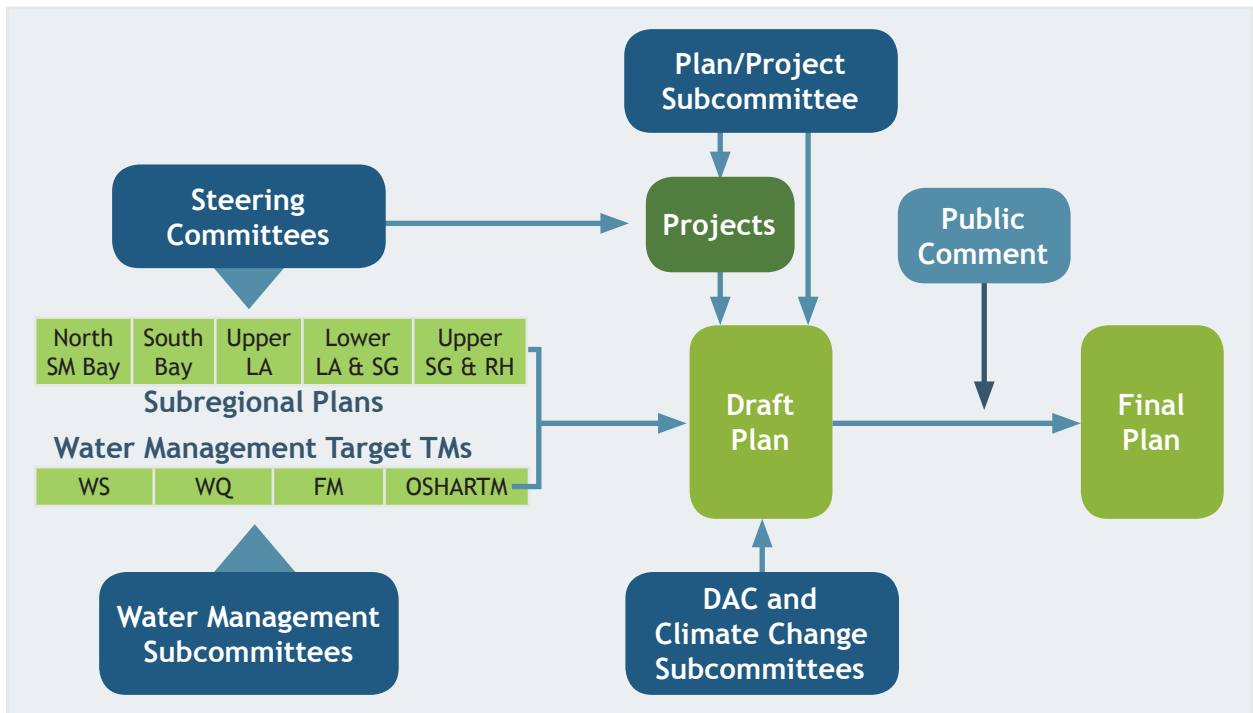 Plan/Project
Subcommittee
Steering
Committees
Projects
Public
Comment
North
SM Bay
South
Bay
Upper
LA
Lower
LA & SG
Upper
SG & RH
Subregional Plans
Water Management Target TMs
WS
WQ
FM
OSHARTM
Draft
Plan
Final
Plan
Water Management
Subcommittees
DAC and
Climate Change
Subcommittees